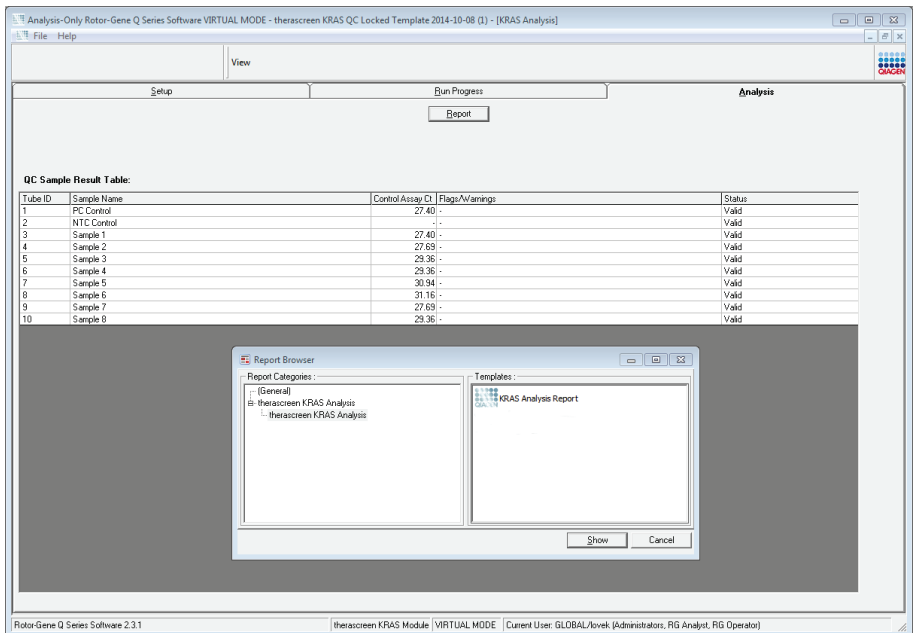 Analysis-Only Rotor-Gene Q Series Software VIRTUAL MODE - therascreen KRAS QC Locked Template 2014-10-08 (1) - [KRAS Analysis]
File Help
View
QIAGEN
Setup Run Progress Analysis
Report
QC Sample Result Table:
Tube ID Sample Name Control Assay Ct Flags/Warnings Status
1 PC Control 27.40 - Valid
2 NTC Control - - Valid
3 Sample 1 27.40 - Valid
4 Sample 2 27.69 - Valid
5 Sample 3 29.36 - Valid
6 Sample 4 29.36 - Valid
7 Sample 5 30.94 - Valid
8 Sample 6 31.16 - Valid
9 Sample 7 27.69 - Valid
10 Sample 8 29.36 - Valid
Report Browser
Report Categories : Templates :
(General)
therascreen KRAS Analysis
therascreen KRAS Analysis
QIAGEN KRAS Analysis Report
Show Cancel
Rotor-Gene Q Series Software 2.3.1 therascreen KRAS Module VIRTUAL MODE Current User: GLOBAL/lovek (Administrators, RG Analyst, RG Operator)